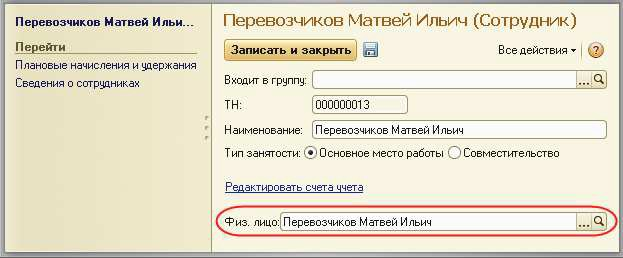 Перевозчиков Матвей Ильи...
Перейти
Плановые начисления и удержания
Сведения о сотрудниках
Перевозчиков Матвей Ильич (Сотрудник)
Записать и закрыть
Все действия
?
Входит в группу:
...
ТН:
000000013
Наименование:
Перевозчиков Матвей Ильич
Тип занятости: Основное место работы Совместительство
Редактировать счета учета
Физ. лицо: Перевозчиков Матвей Ильич ...